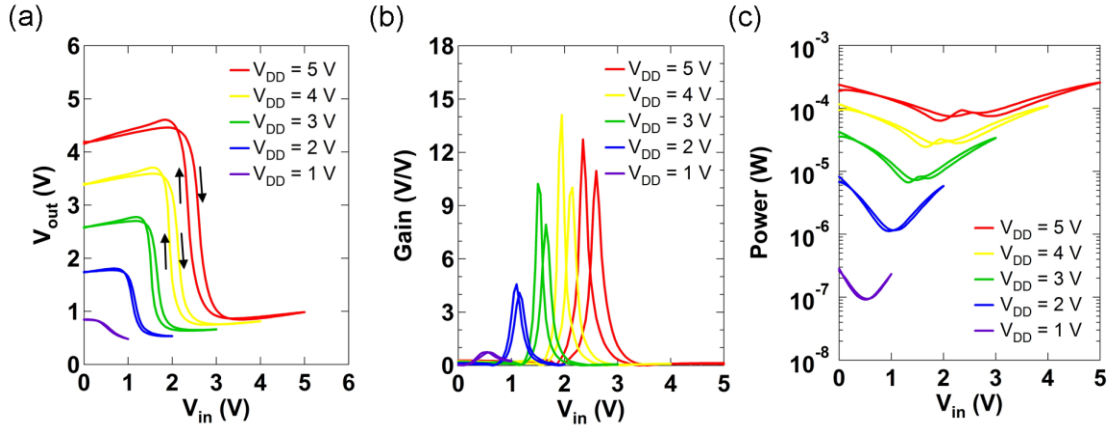 (a)
6
5
4
3
2
1
0
V_out (V)
V_DD = 5 V
V_DD = 4 V
V_DD = 3 V
V_DD = 2 V
V_DD = 1 V
0 1 2 3 4 5 6
V_in (V)
(b)
18
15
12
9
6
3
0
Gain (V/V)
V_DD = 5 V
V_DD = 4 V
V_DD = 3 V
V_DD = 2 V
V_DD = 1 V
0 1 2 3 4 5
V_in (V)
(c)
10^-3
10^-4
10^-5
10^-6
10^-7
10^-8
Power (W)
V_DD = 5 V
V_DD = 4 V
V_DD = 3 V
V_DD = 2 V
V_DD = 1 V
0 1 2 3 4 5
V_in (V)